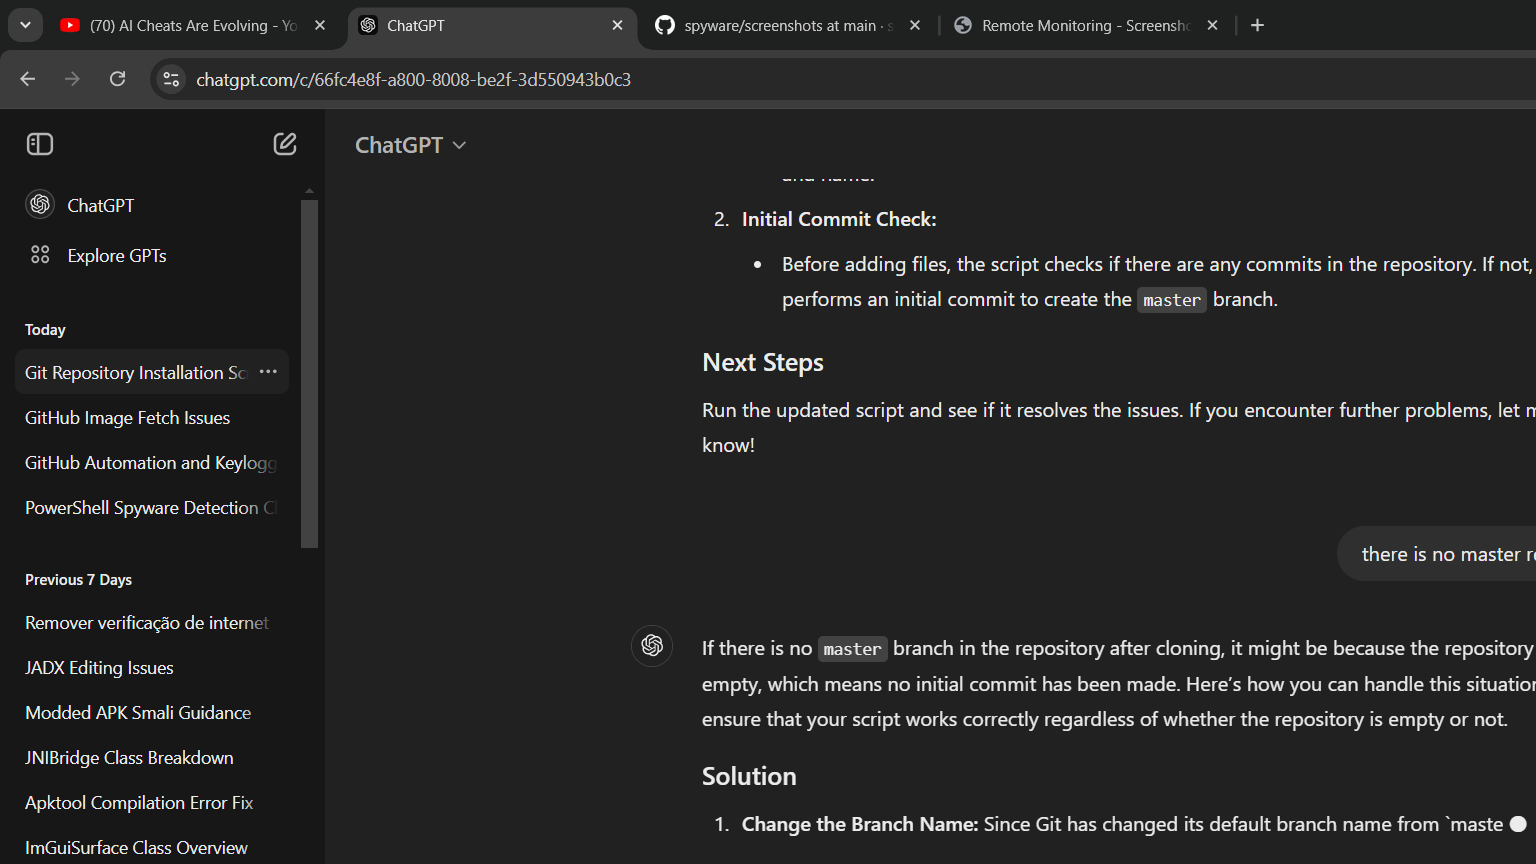 (70) AI Cheats Are Evolving - Yo
ChatGPT
spyware/screenshots at main · s
Remote Monitoring - Screensho
chatgpt.com/c/66fc4e8f-a800-8008-be2f-3d550943b0c3
ChatGPT
ChatGPT
Explore GPTs
Today
Git Repository Installation Sc
GitHub Image Fetch Issues
GitHub Automation and Keylogg
PowerShell Spyware Detection C
Previous 7 Days
Remover verificação de internet
JADX Editing Issues
Modded APK Smali Guidance
JNIBridge Class Breakdown
Apktool Compilation Error Fix
ImGuiSurface Class Overview
and name.
2. Initial Commit Check:
• Before adding files, the script checks if there are any commits in the repository. If not,
performs an initial commit to create the master branch.
Next Steps
Run the updated script and see if it resolves the issues. If you encounter further problems, let m
know!
there is no master r
If there is no master branch in the repository after cloning, it might be because the repository
empty, which means no initial commit has been made. Here's how you can handle this situation
ensure that your script works correctly regardless of whether the repository is empty or not.
Solution
1. Change the Branch Name: Since Git has changed its default branch name from `maste